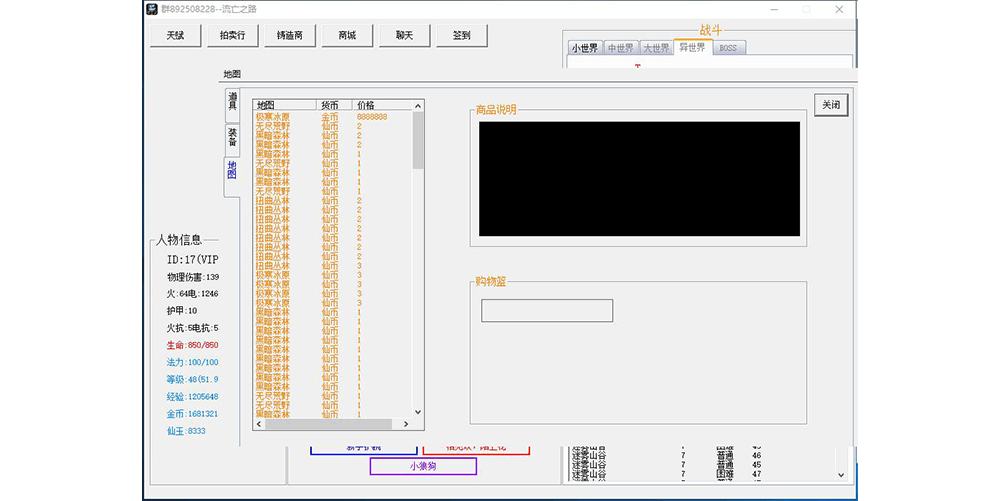 群892508228--流亡之路
天赋 拍卖行 铸造商 商城 聊天 签到
战斗
小世界 中世界 大世界 异世界 BOSS
地图
道具
装备
地图
关闭
地图 货币 价格
极寒冰原 金币 8888888
无尽荒野 仙币 2
黑暗森林 仙币 2
黑暗森林 仙币 2
黑暗森林 仙币 1
无尽荒野 仙币 1
黑暗森林 仙币 1
黑暗森林 仙币 1
无尽荒野 仙币 1
扭曲丛林 仙币 2
扭曲丛林 仙币 2
扭曲丛林 仙币 2
扭曲丛林 仙币 2
扭曲丛林 仙币 2
扭曲丛林 仙币 2
扭曲丛林 仙币 2
扭曲丛林 仙币 3
极寒冰原 仙币 3
极寒冰原 仙币 3
极寒冰原 仙币 3
极寒冰原 仙币 3
黑暗森林 仙币 1
黑暗森林 仙币 1
黑暗森林 仙币 1
黑暗森林 仙币 1
黑暗森林 仙币 1
黑暗森林 仙币 1
黑暗森林 仙币 1
黑暗森林 仙币 1
黑暗森林 仙币 1
无尽荒野 仙币 1
无尽荒野 仙币 1
黑暗森林 仙币 1
商品说明
购物篮
人物信息
ID:17(VIP
物理伤害:139
火:64电:1246
护甲:10
火抗:5电抗:5
生命:850/850
法力:100/100
等级:48(51.9
经验:1205648
金币:1681321
仙玉:8333
小狼狗
迷雾山谷 7 普通 46
迷雾山谷 7 普通 45
迷雾山谷 7 困难 47